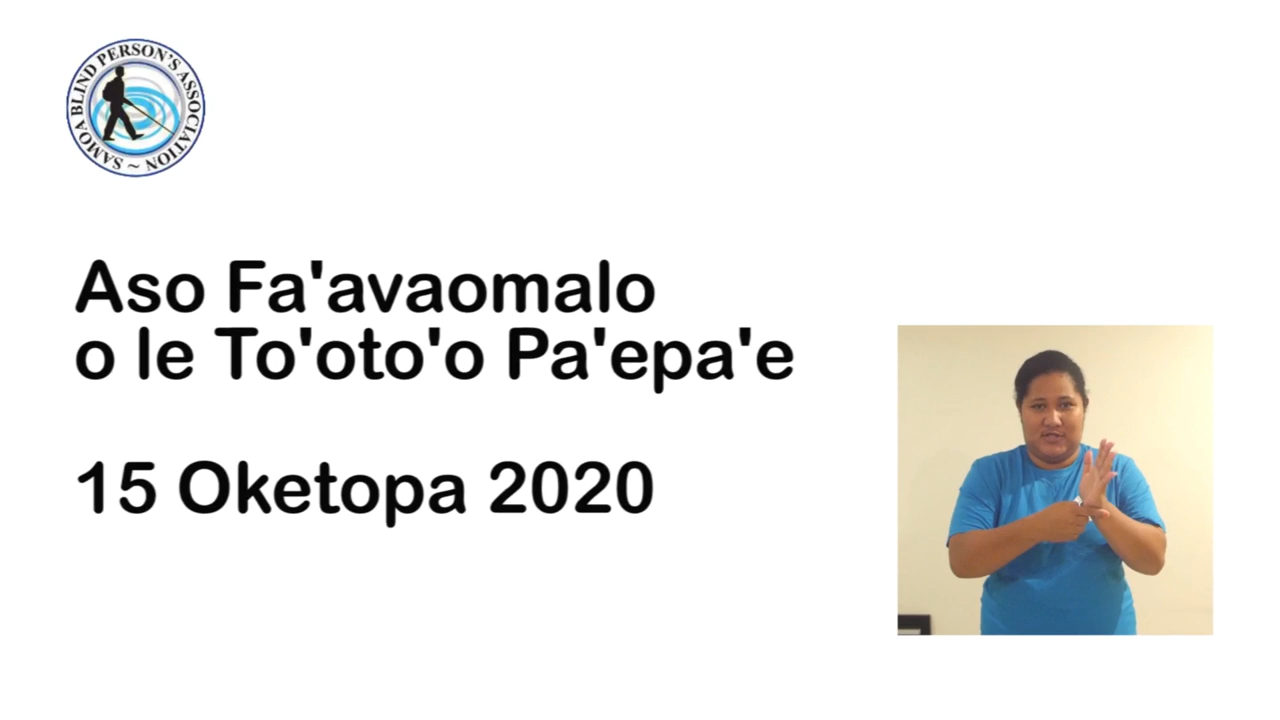 SAMOA BLIND PERSON'S ASSOCIATION ~
Aso Fa'avaomalo
o le To'oto'o Pa'epa'e
15 Oketopa 2020